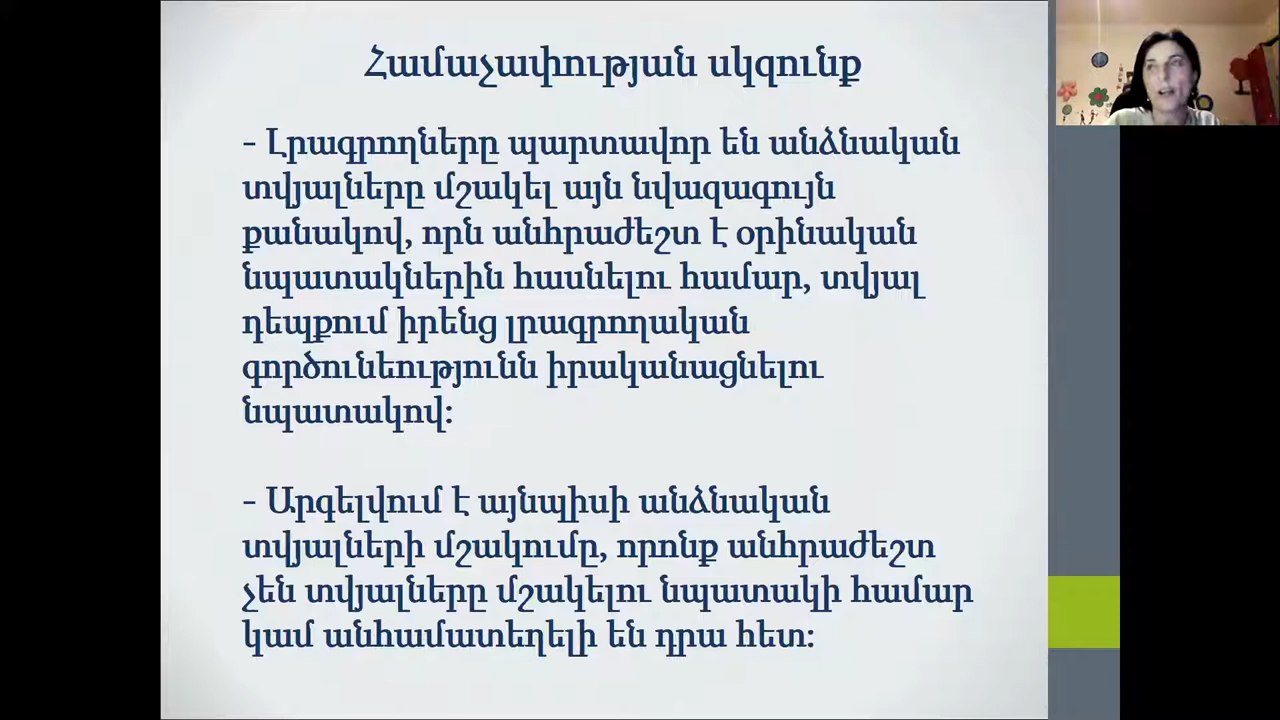 Համաչափության սկզունք
- Լրագրողները պարտավոր են անձնական
տվյալները մշակել այն նվազագույն
քանակով, որն անհրաժեշտ է օրինական
նպատակներին հասնելու համար, տվյալ
դեպքում իրենց լրագրողական
գործունեությունն իրականացնելու
նպատակով։
- Արգելվում է այնպիսի անձնական
տվյալների մշակումը, որոնք անհրաժեշտ
չեն տվյալները մշակելու նպատակի համար
կամ անհամատեղելի են դրա հետ։